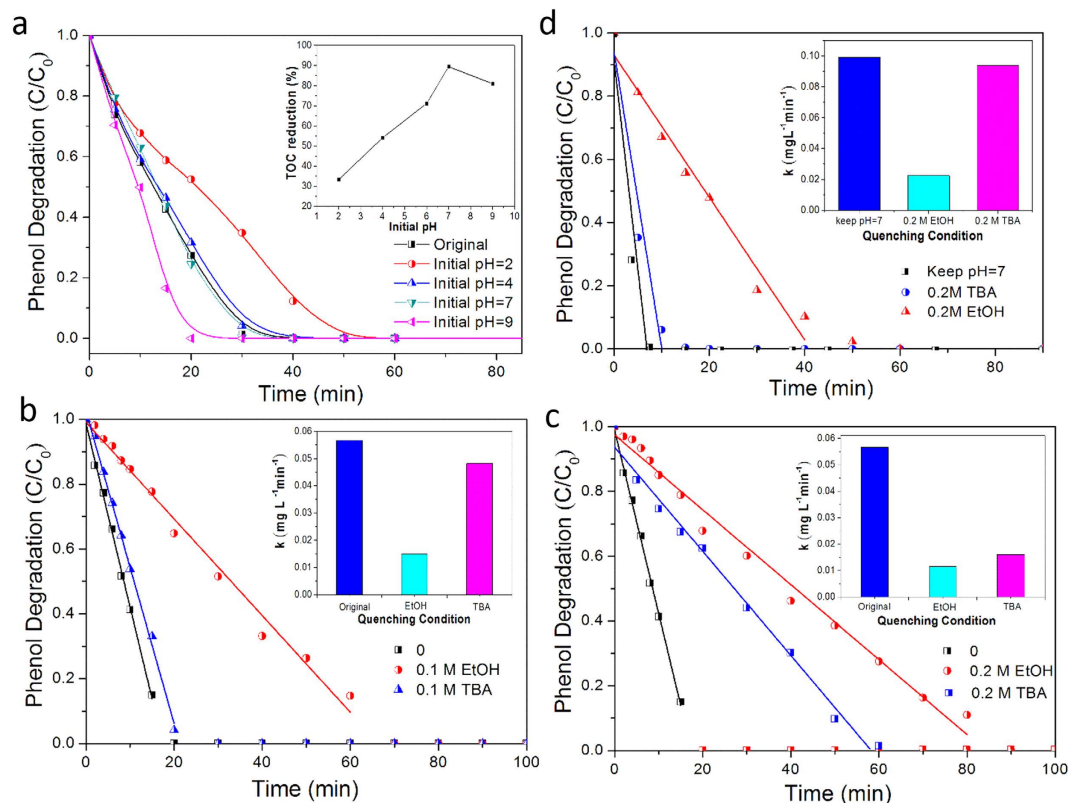 a
Phenol Degradation (C/C0)
1.0
0.8
0.6
0.4
0.2
0.0
0
20
40
60
80
Time (min)
TOC reduction (%)
100
90
80
70
60
50
40
30
20
1
2
3
4
5
6
7
8
9
10
Initial pH
Original
Initial pH=2
Initial pH=4
Initial pH=7
Initial pH=9
d
Phenol Degradation (C/C0)
1.0
0.8
0.6
0.4
0.2
0.0
0
20
40
60
80
Time (min)
k (mgL-1min-1)
0.10
0.08
0.06
0.04
0.02
0.00
keep pH=7
0.2 M EtOH
0.2 M TBA
Quenching Condition
Keep pH=7
0.2M TBA
0.2M EtOH
b
Phenol Degradation (C/C0)
1.0
0.8
0.6
0.4
0.2
0.0
0
20
40
60
80
100
Time (min)
k (mg L-1min-1)
0.06
0.05
0.04
0.03
0.02
0.01
0.00
Original
EtOH
TBA
Quenching Condition
0
0.1 M EtOH
0.1 M TBA
c
Phenol Degradation (C/C0)
1.0
0.8
0.6
0.4
0.2
0.0
0
20
40
60
80
100
Time (min)
k (mg L-1min-1)
0.06
0.05
0.04
0.03
0.02
0.01
0.00
Original
EtOH
TBA
Quenching Condition
0
0.2 M EtOH
0.2 M TBA